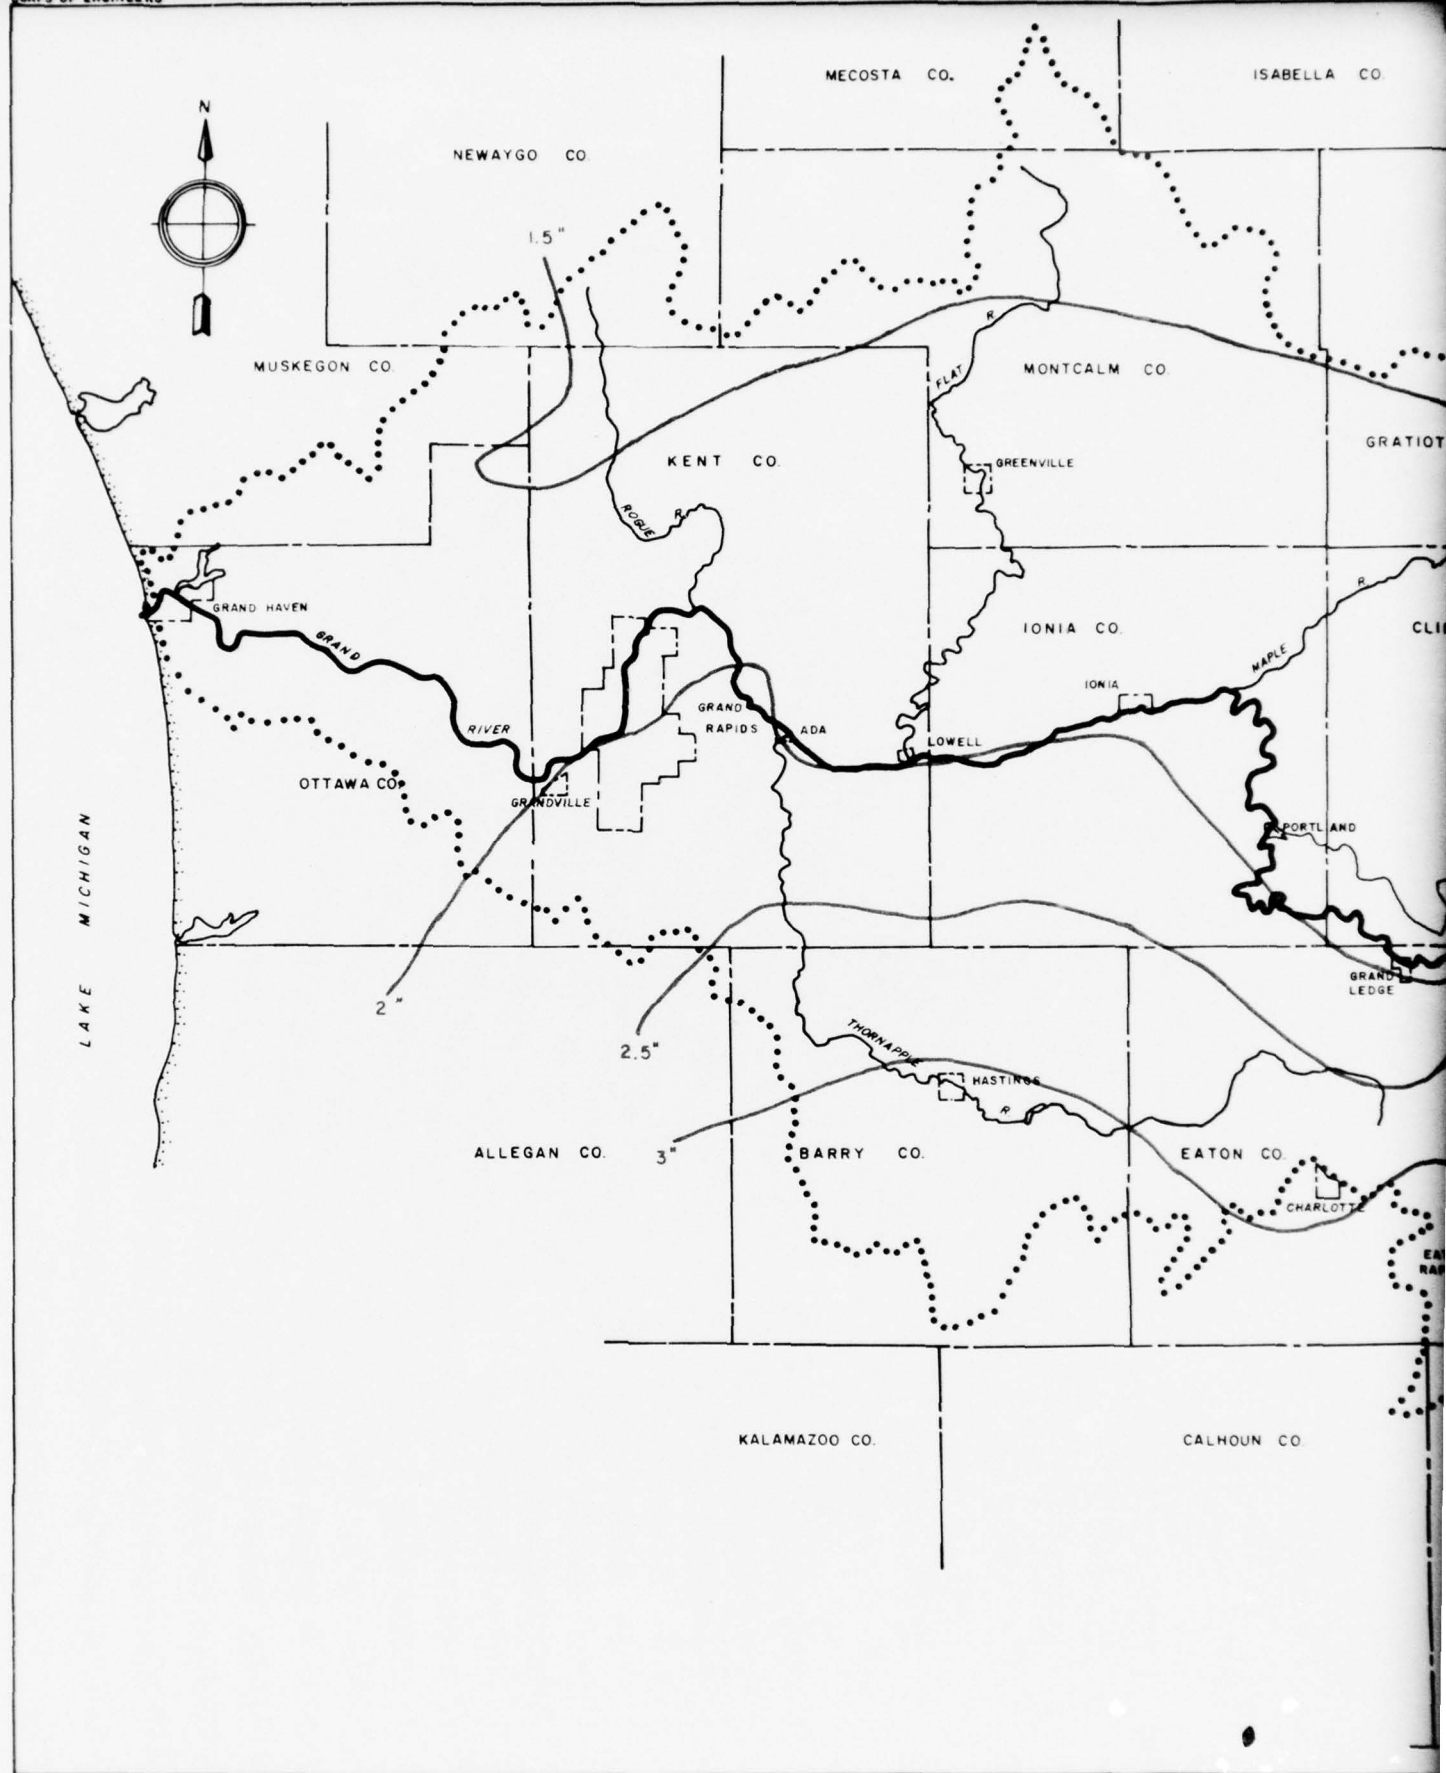 MECOSTA CO.
ISABELLA CO.
N
NEWAYGO CO.
1.5"
R.
MUSKEGON CO.
FLAT
MONTCALM CO.
GRATIOT
KENT CO.
GREENVILLE
ROGUE R.
R.
GRAND HAVEN
GRAND
IONIA CO.
MAPLE
IONIA
GRAND
RAPIDS
RIVER
ADA
LOWELL
OTTAWA CO.
GRANDVILLE
PORTLAND
LAKE MICHIGAN
GRAND
LEDGE
2"
2.5"
THORNAPPLE
HASTINGS
R.
ALLEGAN CO.
3"
BARRY CO.
EATON CO.
CHARLOTTE
KALAMAZOO CO.
CALHOUN CO.